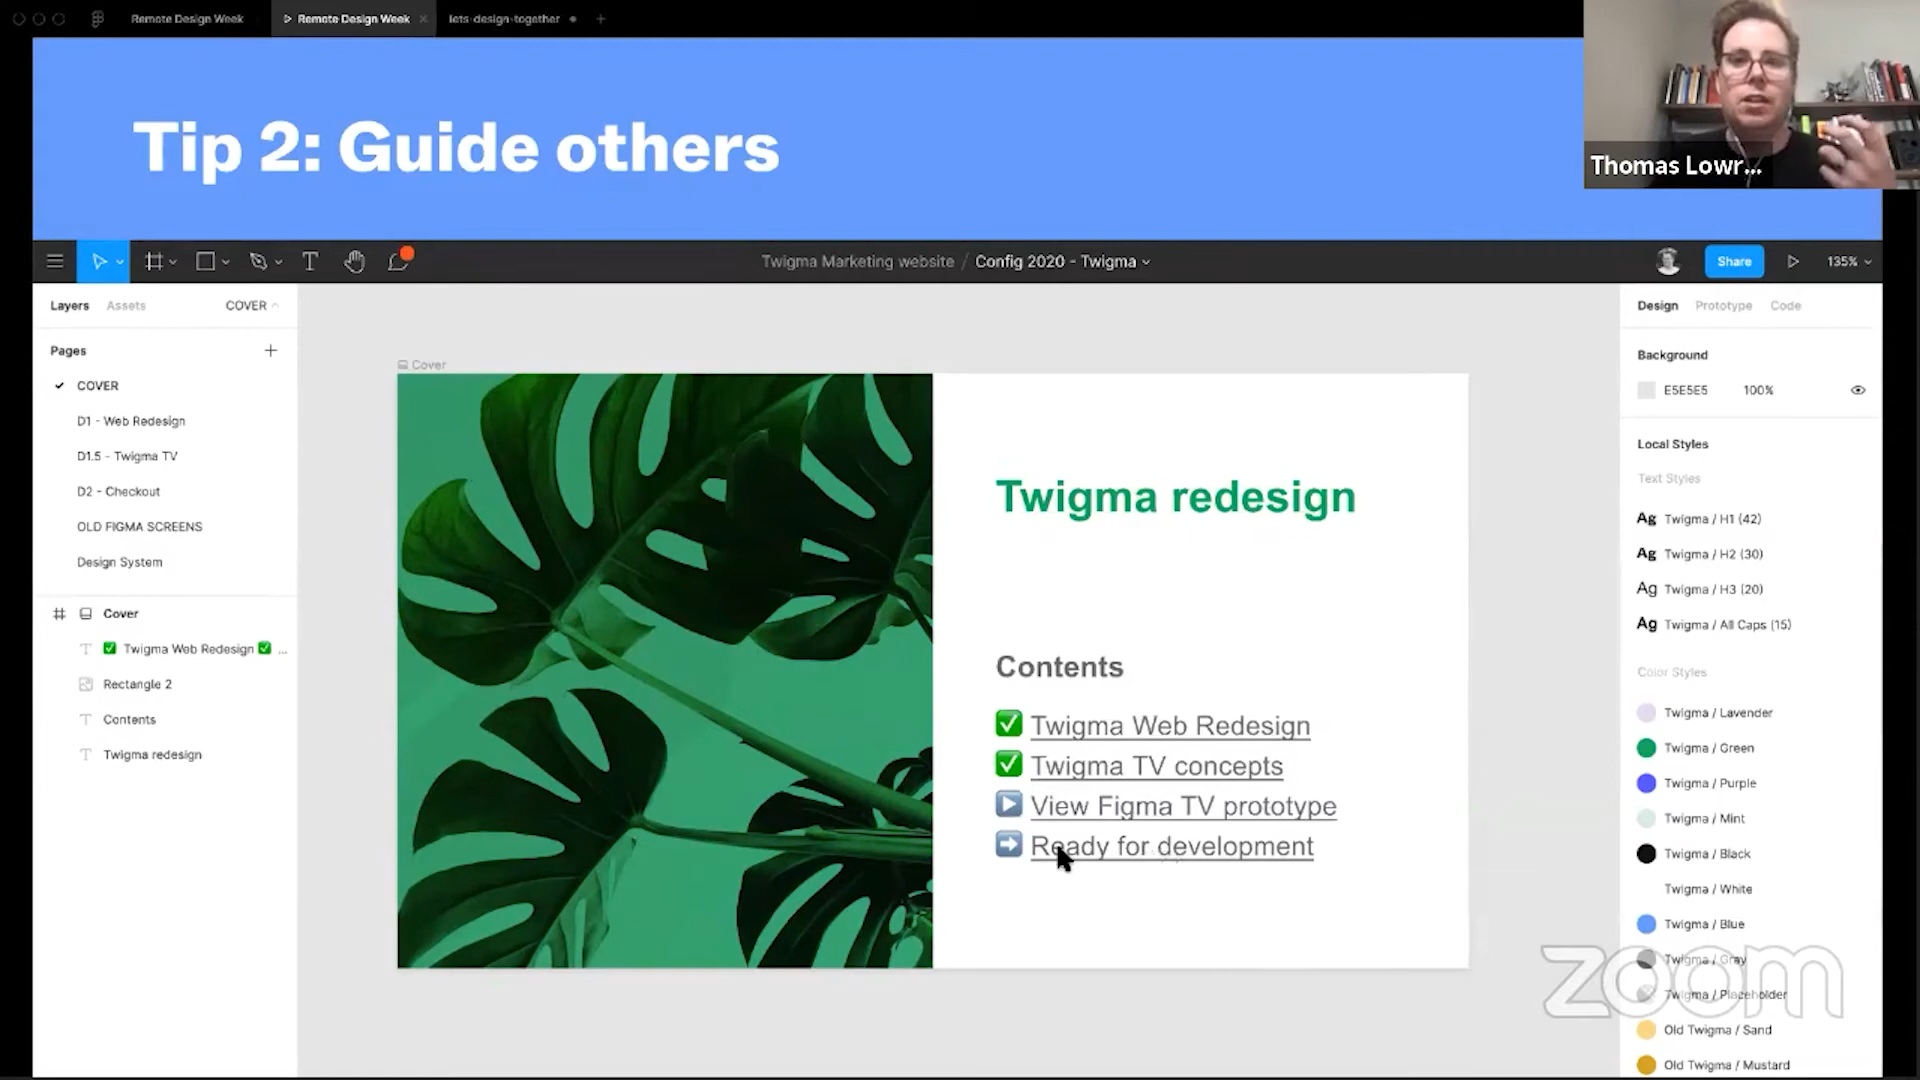 Remote Design Week
Remote Design Week
lets-design-together
Tip 2: Guide others
Thomas Lowr...
Twigma Marketing website / Config 2020 - Twigma
Share
135%
Layers
Assets
COVER
Pages
COVER
D1 - Web Redesign
D1.5 - Twigma TV
D2 - Checkout
OLD FIGMA SCREENS
Design System
Cover
✅ Twigma Web Redesign ✅ ...
Rectangle 2
Contents
Twigma redesign
Cover
Twigma redesign
Contents
✅ Twigma Web Redesign
✅ Twigma TV concepts
▶️ View Figma TV prototype
➡️ Ready for development
Design
Prototype
Code
Background
E5E5E5
100%
Local Styles
Text Styles
Ag Twigma / H1 (42)
Ag Twigma / H2 (30)
Ag Twigma / H3 (20)
Ag Twigma / All Caps (15)
Color Styles
Twigma / Lavender
Twigma / Green
Twigma / Purple
Twigma / Mint
Twigma / Black
Twigma / White
Twigma / Blue
Twigma / Gray
Twigma / Placeholder
Old Twigma / Sand
Old Twigma / Mustard
zoom